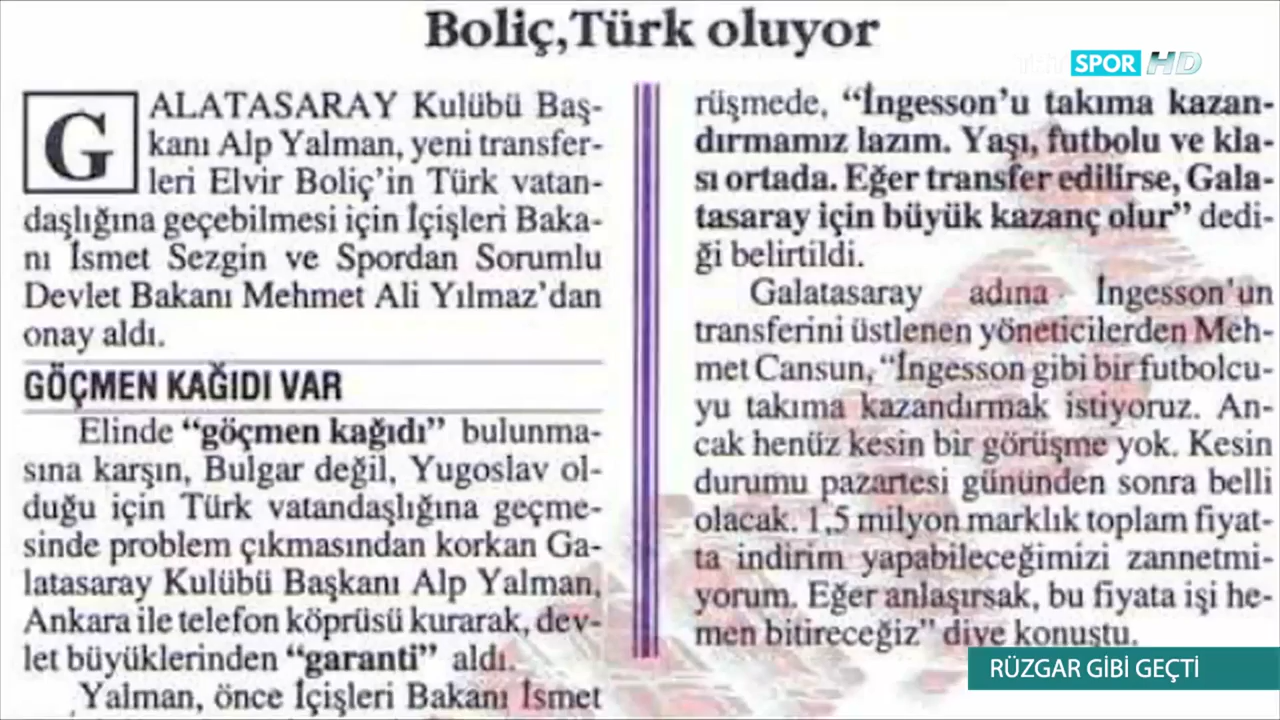 Boliç,Türk oluyor
SPOR HD
GALATASARAY Kulübü Baş-
kanı Alp Yalman, yeni transfer-
leri Elvir Boliç'in Türk vatan-
daşlığına geçebilmesi için İçişleri Baka-
nı İsmet Sezgin ve Spordan Sorumlu
Devlet Bakanı Mehmet Ali Yılmaz'dan
onay aldı.
GÖÇMEN KAĞIDI VAR
Elinde “göçmen kağıdı” bulunma-
sına karşın, Bulgar değil, Yugoslav ol-
duğu için Türk vatandaşlığına geçme-
sinde problem çıkmasından korkan Ga-
latasaray Kulübü Başkanı Alp Yalman,
Ankara ile telefon köprüsü kurarak, dev-
let büyüklerinden “garanti” aldı.
Yalman, önce İçişleri Bakanı İsmet
rüşmede, “İngesson'u takıma kazan-
dırmamız lazım. Yaşı, futbolu ve kla-
sı ortada. Eğer transfer edilirse, Gala-
tasaray için büyük kazanç olur” dedi-
ği belirtildi.
Galatasaray adına İngesson'un
transferini üstlenen yöneticilerden Meh-
met Cansun, “İngesson gibi bir futbolcu-
yu takıma kazandırmak istiyoruz. An-
cak henüz kesin bir görüşme yok. Kesin
durumu pazartesi gününden sonra belli
olacak. 1,5 milyon marklık toplam fiyat-
ta indirim yapabileceğimizi zannetmi-
yorum. Eğer anlaşırsak, bu fiyata işi he-
men bitireceğiz” diye konuştu.
RÜZGAR GİBİ GEÇTİ